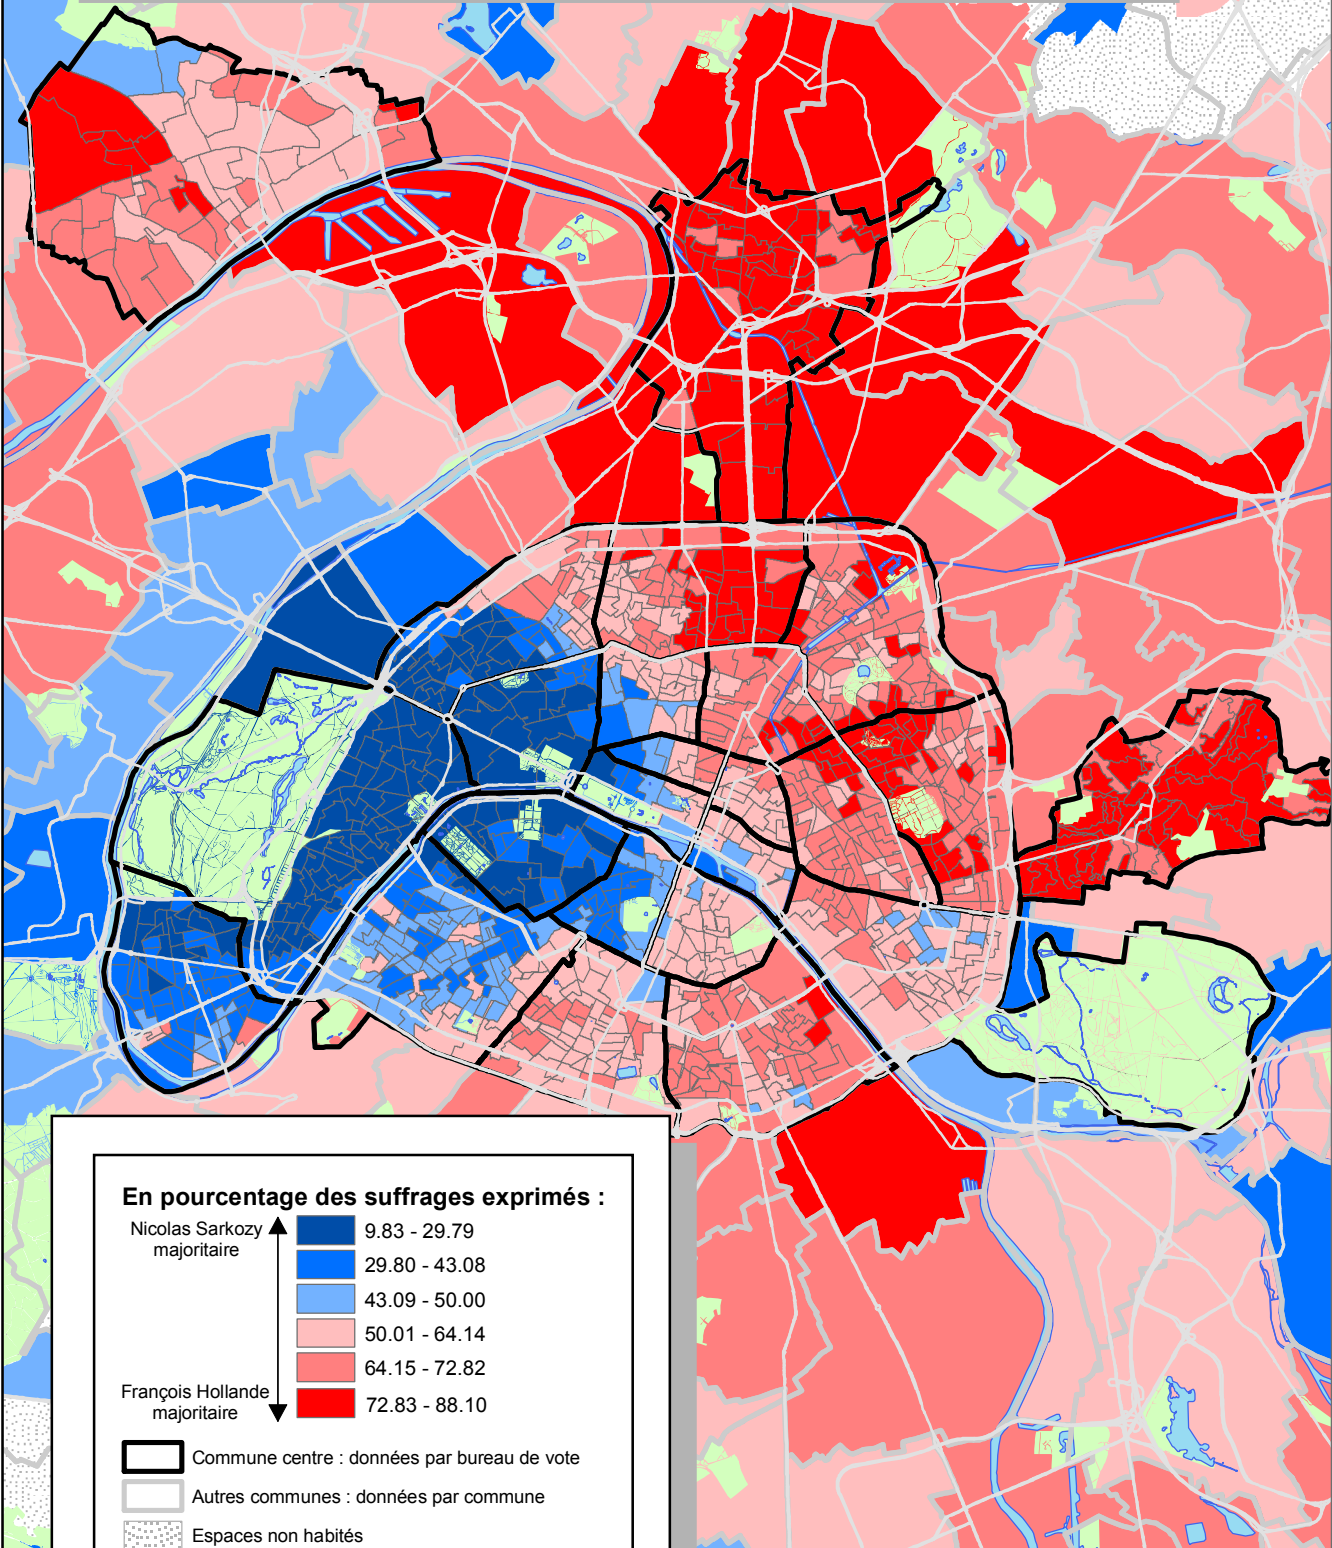 En pourcentage des suffrages exprimés :
Nicolas Sarkozy
majoritaire
9.83 - 29.79
29.80 - 43.08
43.09 - 50.00
50.01 - 64.14
64.15 - 72.82
François Hollande
majoritaire
72.83 - 88.10
Commune centre : données par bureau de vote
Autres communes : données par commune
Espaces non habités